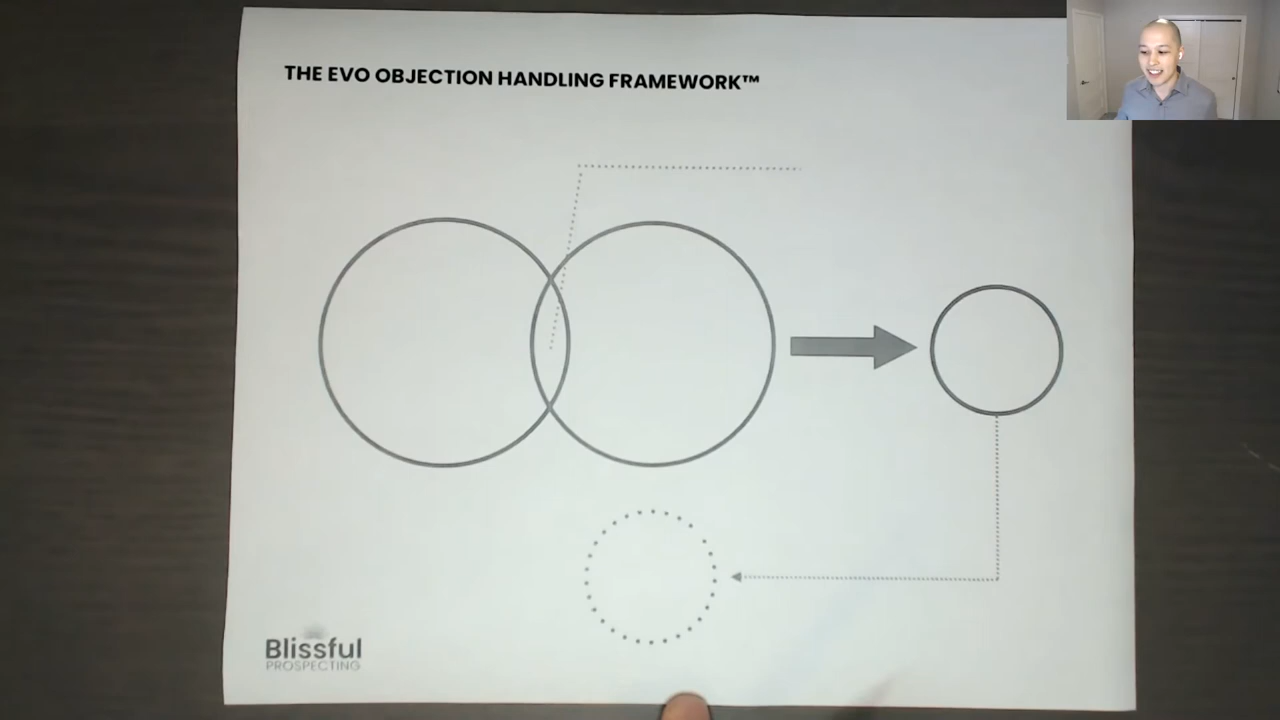 THE EVO OBJECTION HANDLING FRAMEWORK™
Blissful
PROSPECTING